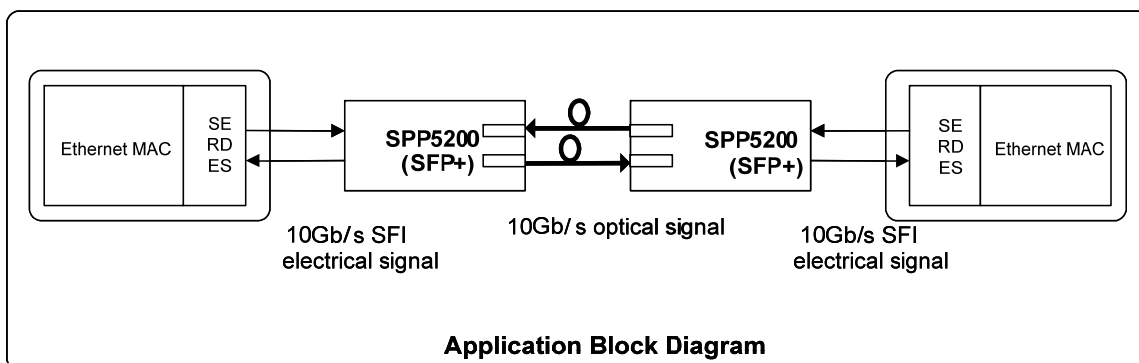 Ethernet MAC
SE
RD
ES
SPP5200
(SFP+)
SPP5200
(SFP+)
SE
RD
ES
Ethernet MAC
10Gb/s SFI
electrical signal
10Gb/s optical signal
10Gb/s SFI
electrical signal
Application Block Diagram